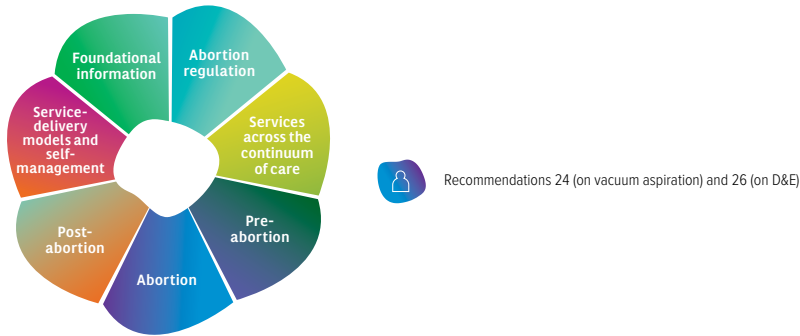 Foundational
information
Abortion
regulation
Services
across the
continuum
of care
Pre-
abortion
Abortion
Post-
abortion
Service-
delivery
models and
self-
management
Recommendations 24 (on vacuum aspiration) and 26 (on D&E)